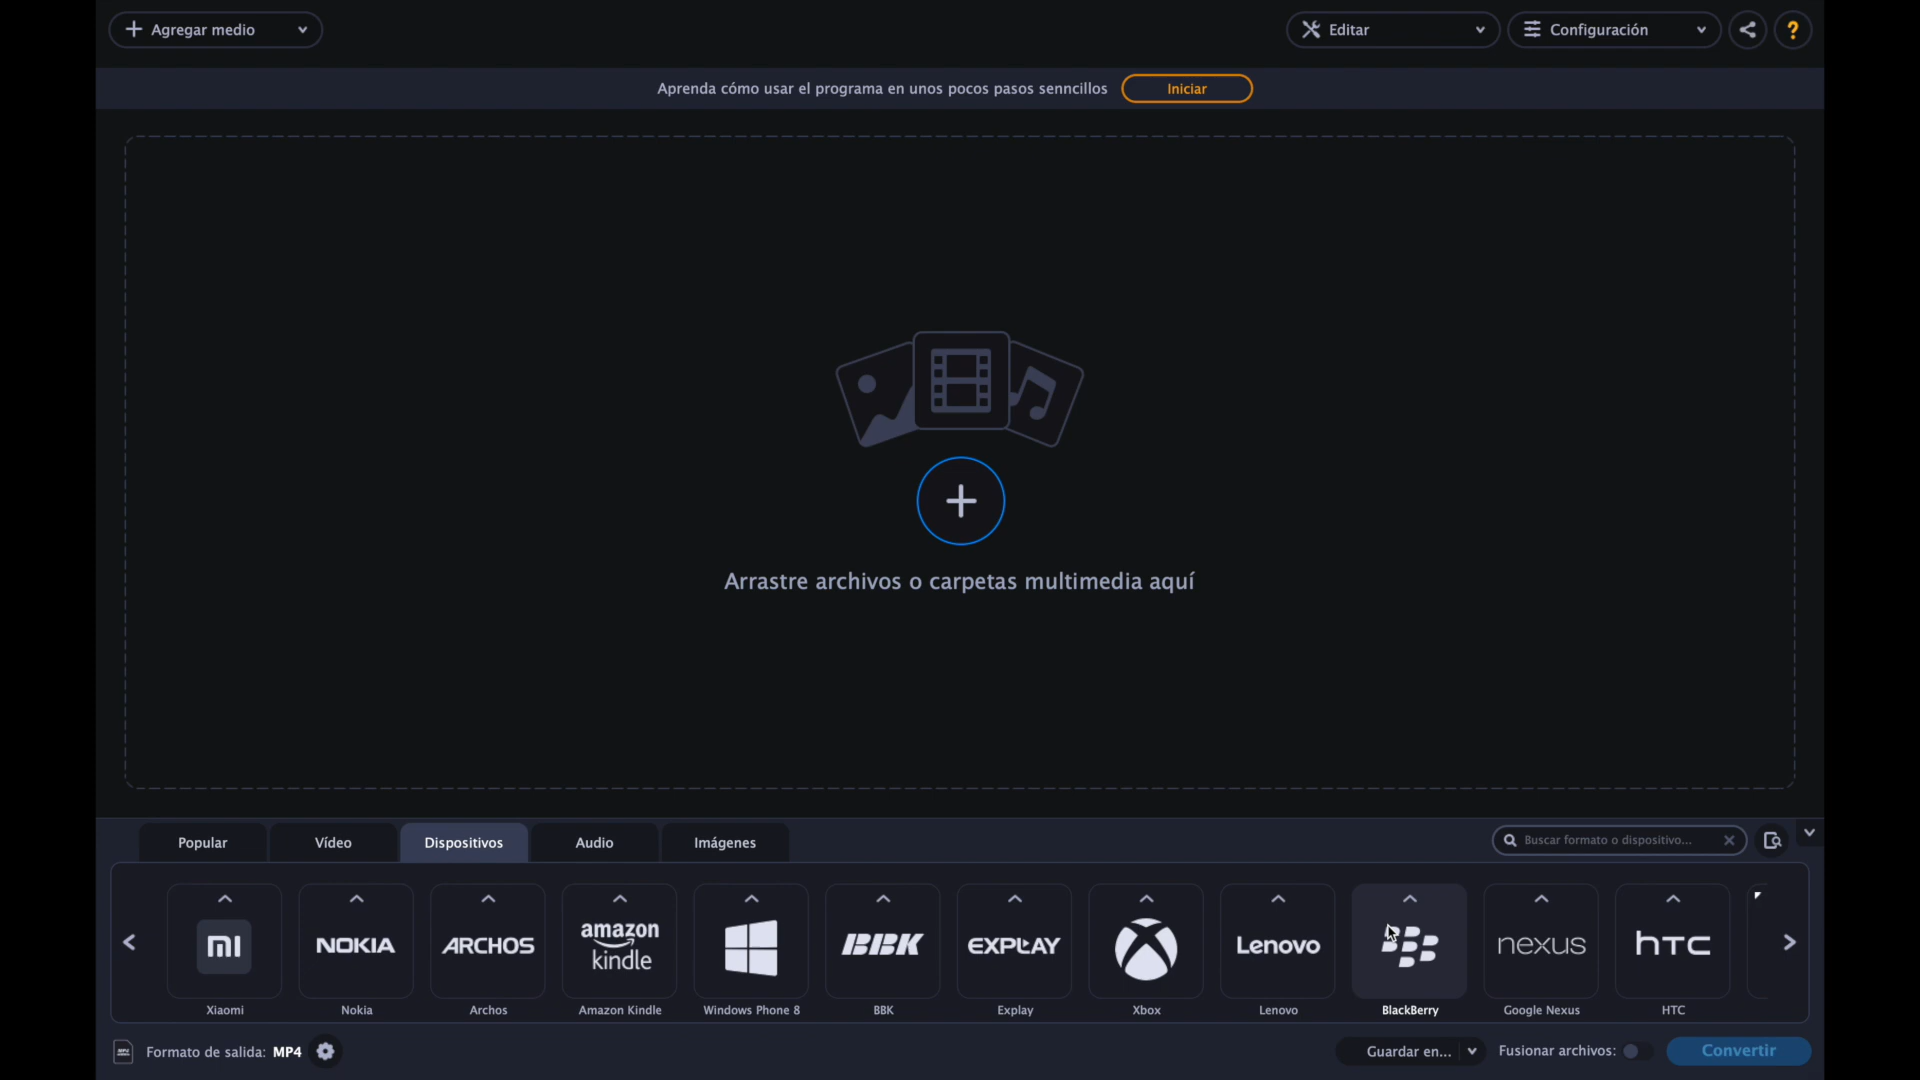 Agregar medio
Editar
Configuración
?
Aprenda cómo usar el programa en unos pocos pasos senncillos
Iniciar
Arrastre archivos o carpetas multimedia aquí
Popular
Vídeo
Dispositivos
Audio
Imágenes
Buscar formato o dispositivo...
mi
NOKIA
ARCHOS
amazon
kindle
BBK
EXPLAY
Lenovo
nexus
hTC
Xiaomi
Nokia
Archos
Amazon Kindle
Windows Phone 8
BBK
Explay
Xbox
Lenovo
BlackBerry
Google Nexus
HTC
Formato de salida: MP4
Guardar en...
Fusionar archivos:
Convertir